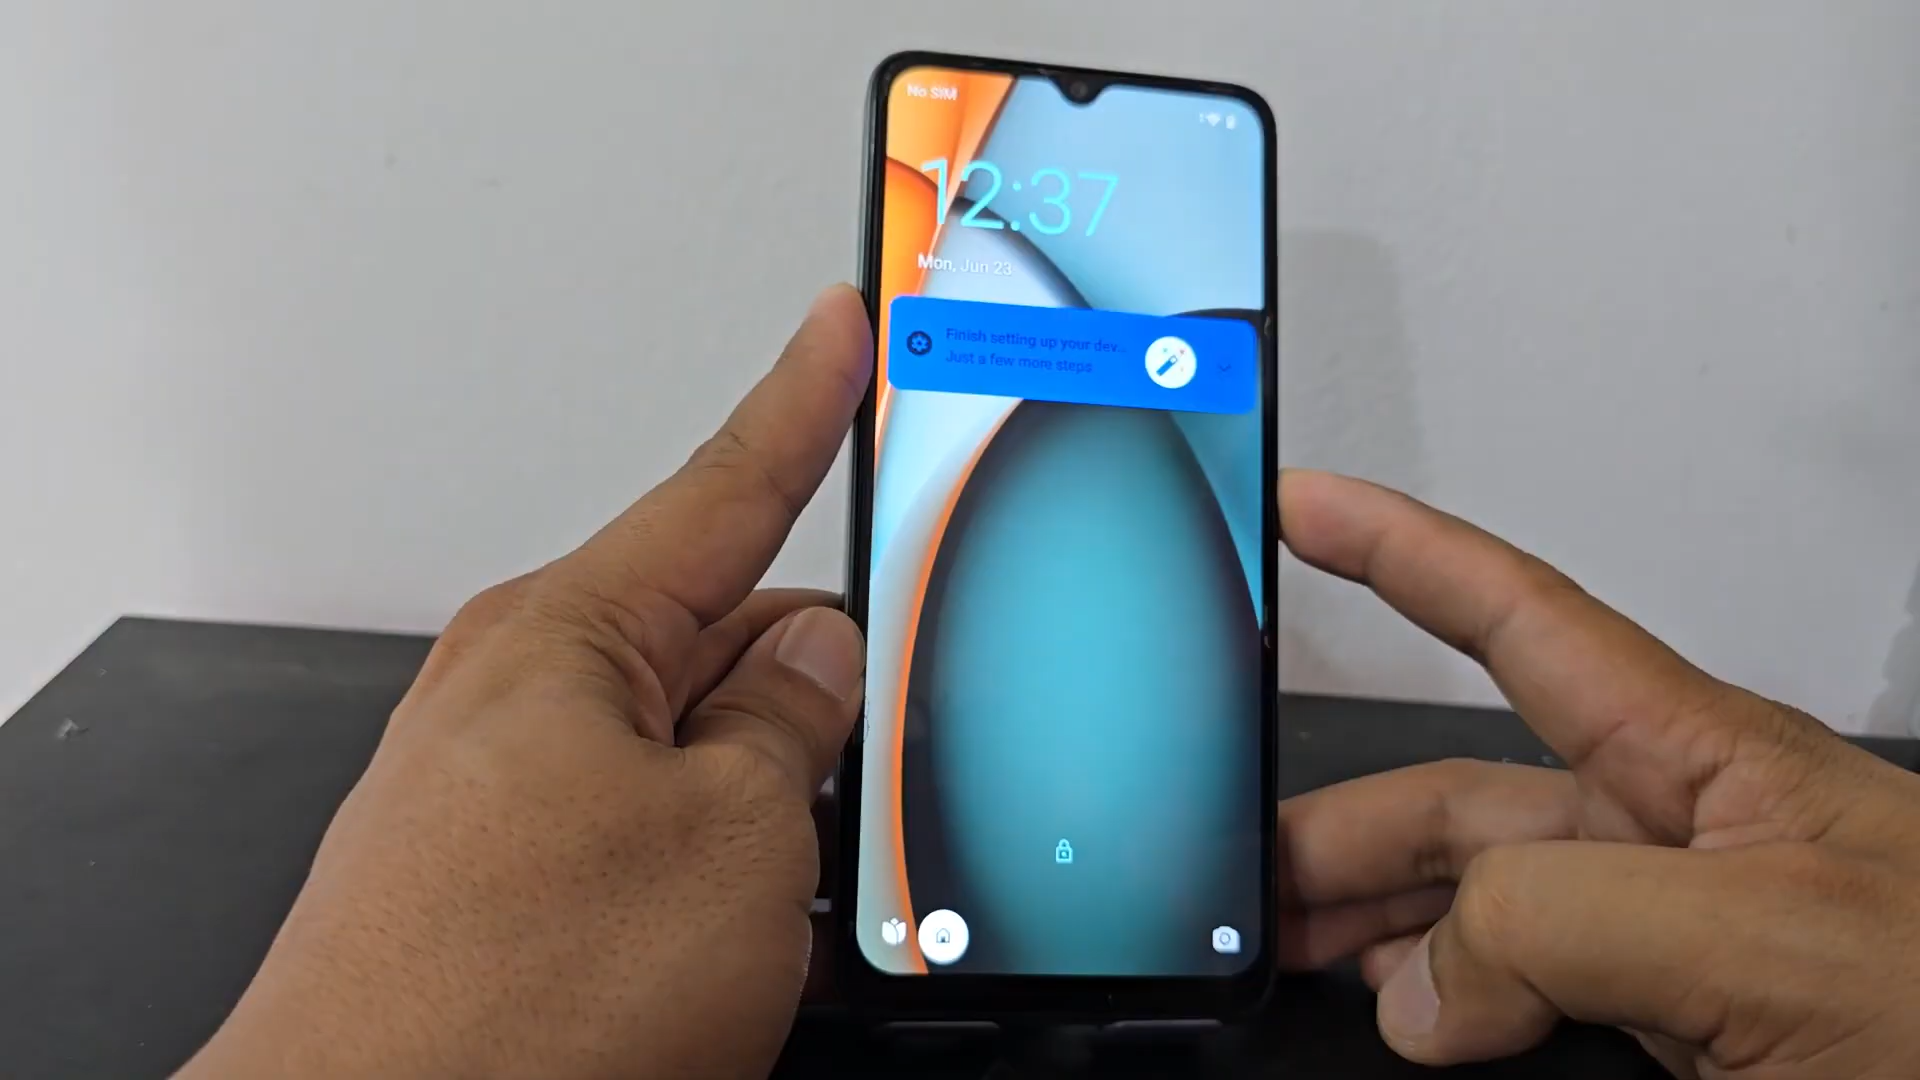 No SIM
12:37
Mon, Jun 23
Finish setting up your dev...
Just a few more steps